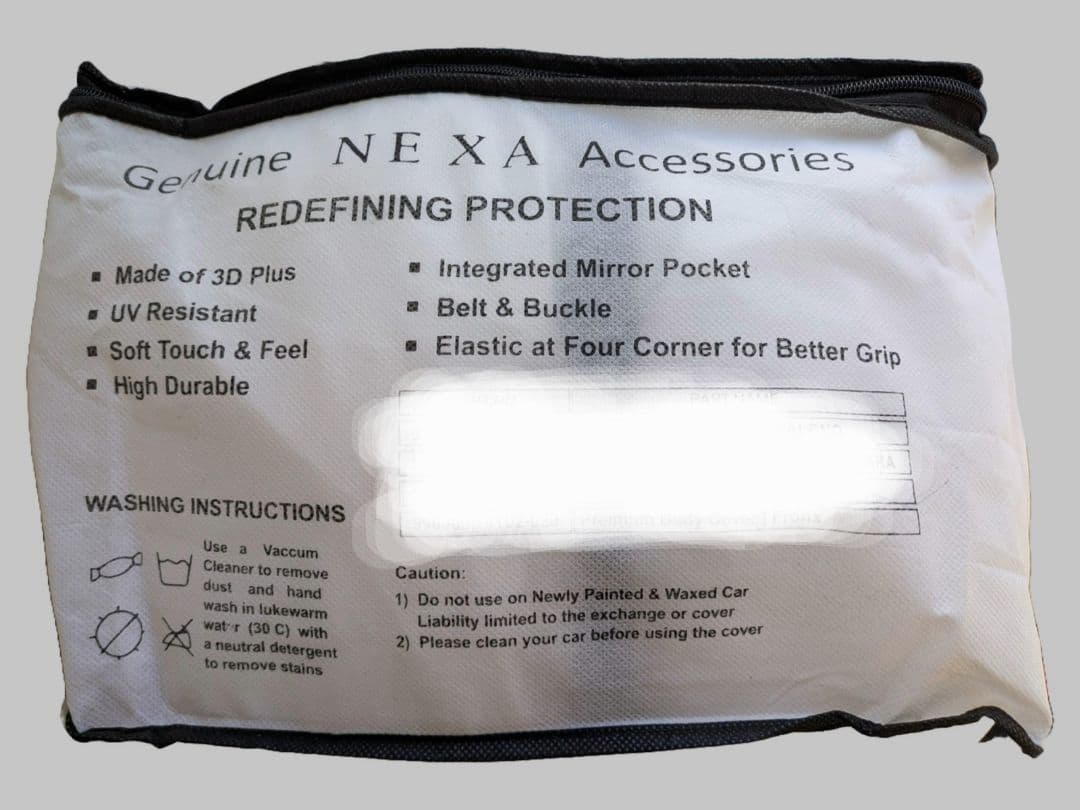 Genuine NEXA Accessories
REDEFINING PROTECTION
Made of 3D Plus
UV Resistant
Soft Touch & Feel
High Durable
Integrated Mirror Pocket
Belt & Buckle
Elastic at Four Corner for Better Grip
PART NAME
WASHING INSTRUCTIONS
Use a Vaccum
Cleaner to remove
dust and hand
wash in lukewarm
water (30 C) with
a neutral detergent
to remove stains
Caution:
1) Do not use on Newly Painted & Waxed Car
Liability limited to the exchange or cover
2) Please clean your car before using the cover